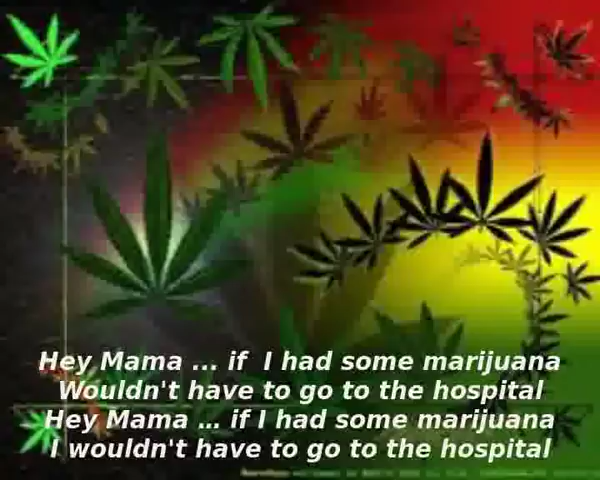 Hey Mama ... if I had some marijuana
Wouldn't have to go to the hospital
Hey Mama ... if I had some marijuana
I wouldn't have to go to the hospital